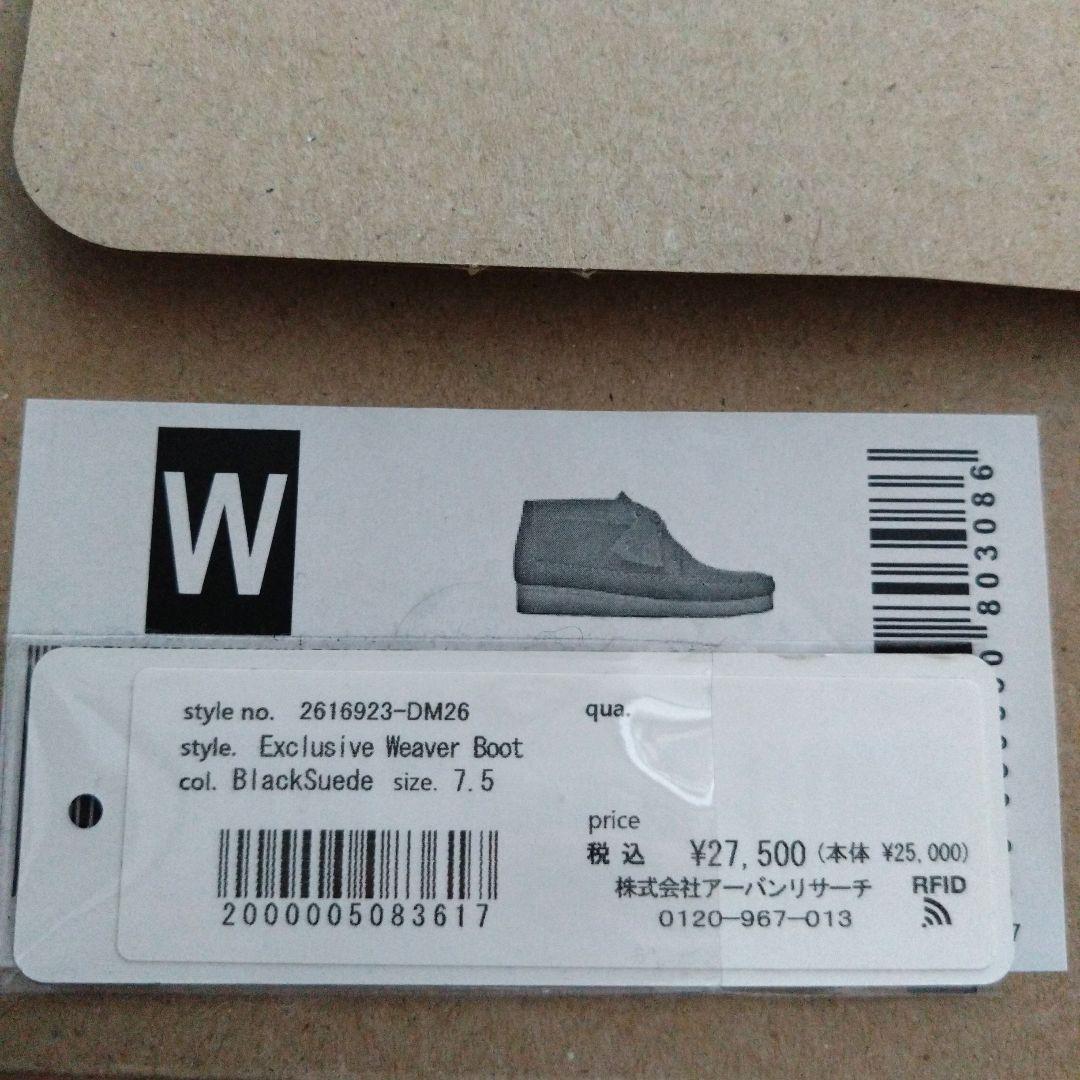 W
803086
style no. 2616923-DM26
qua.
style. Exclusive Weaver Boot
col. BlackSuede size. 7.5
price
税込 ¥27,500 (本体 ¥25,000)
株式会社アーバンリサーチ
RFID
0120-967-013
2000005083617
7